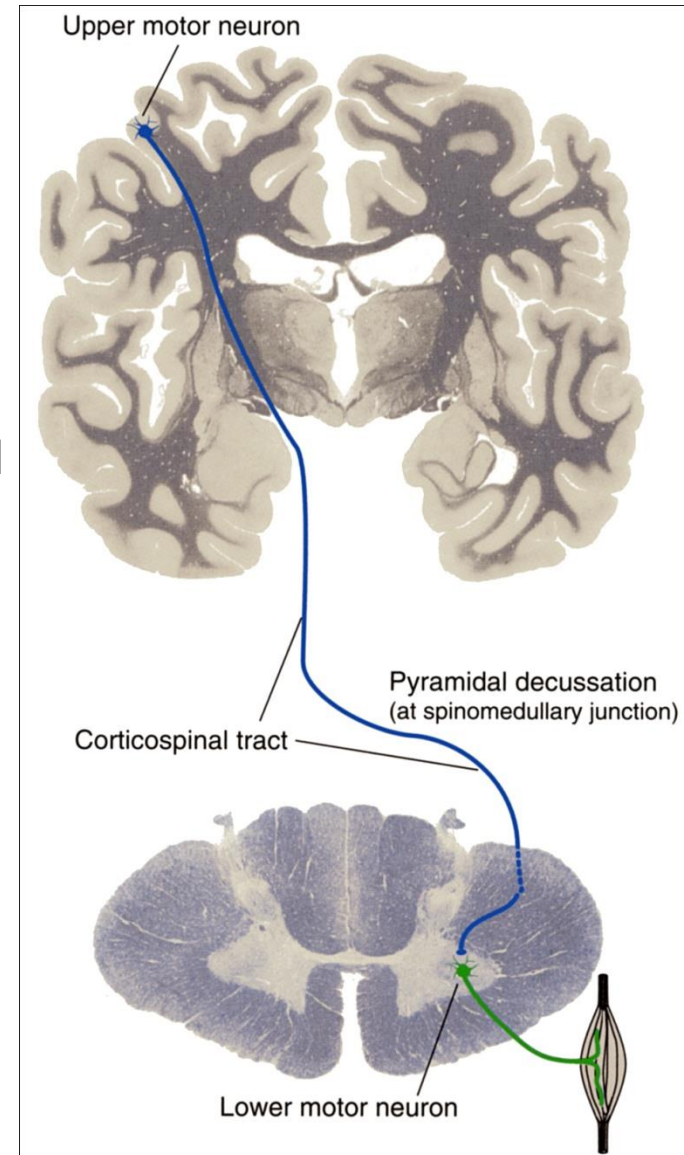 Upper motor neuron
Pyramidal decussation
(at spinomedullary junction)
Corticospinal tract
Lower motor neuron